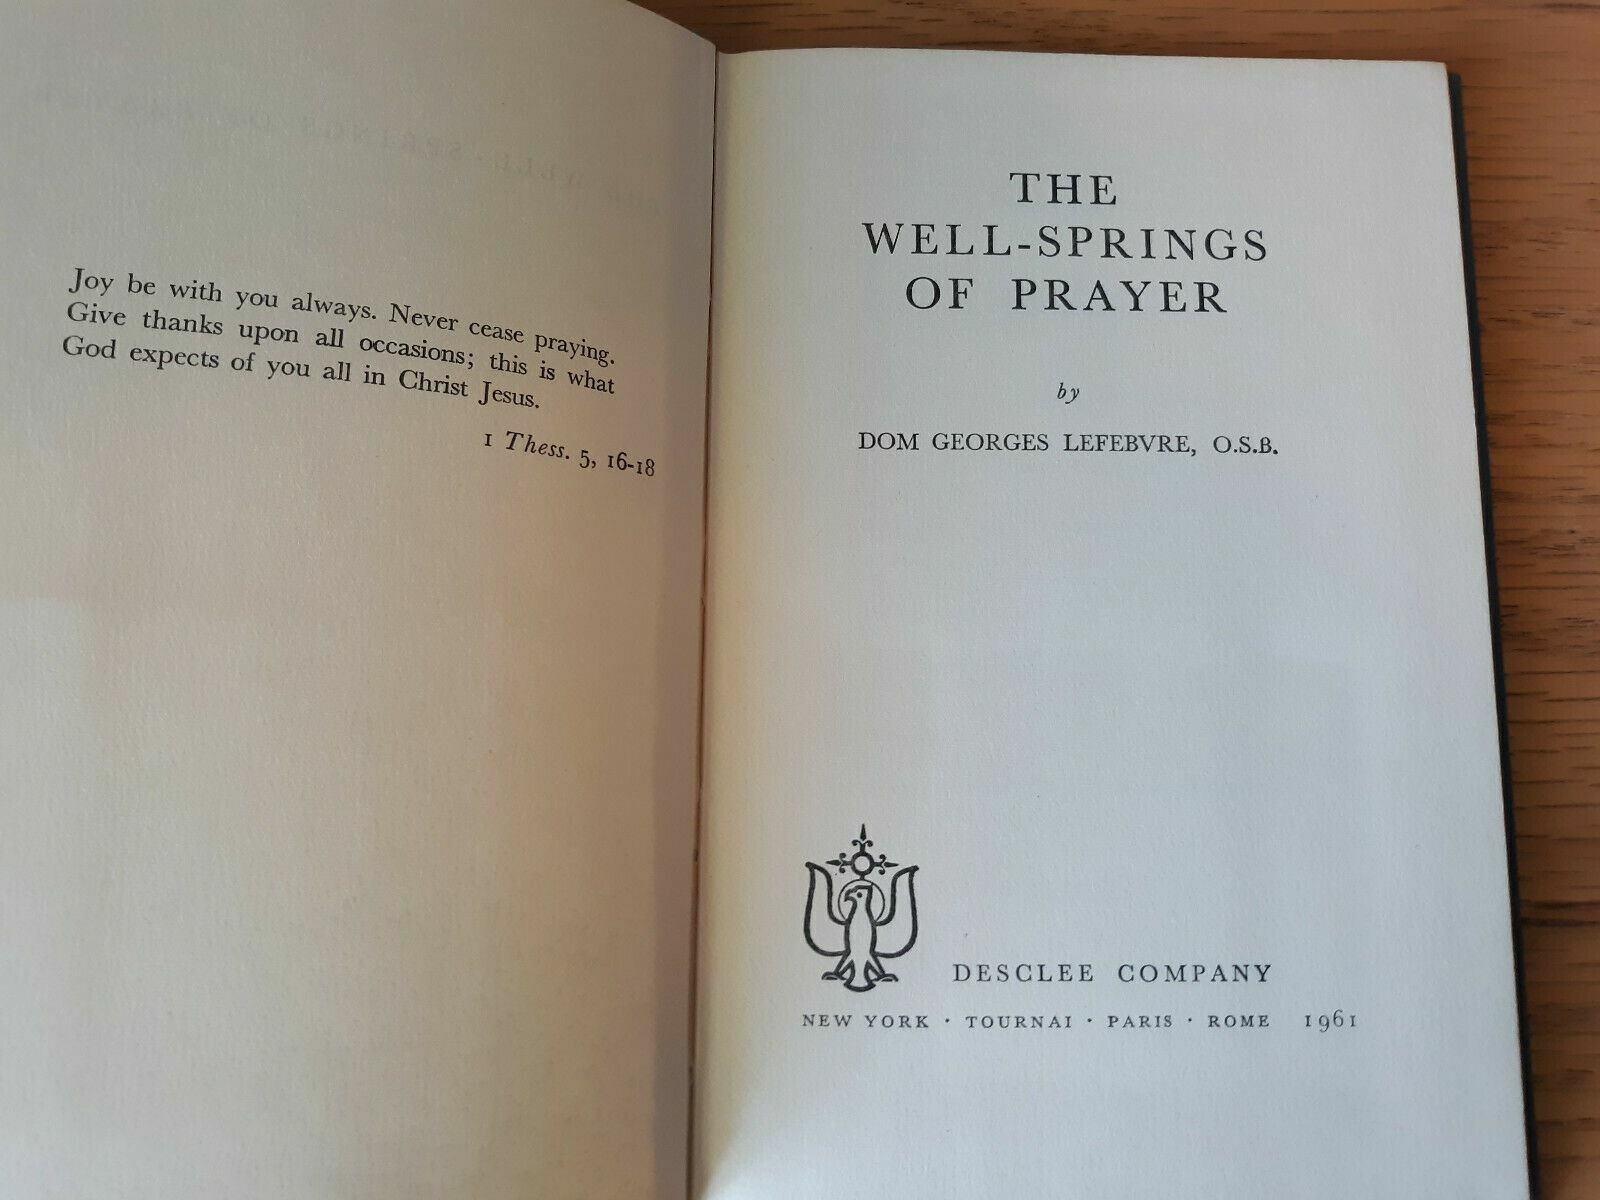 Joy be with you always. Never cease praying.
Give thanks upon all occasions; this is what
God expects of you all in Christ Jesus.
1 Thess. 5, 16-18
THE
WELL-SPRINGS
OF PRAYER
by
DOM GEORGES LEFEBVRE, O.S.B.
DESCLEE COMPANY
NEW YORK · TOURNAI · PARIS · ROME 1961